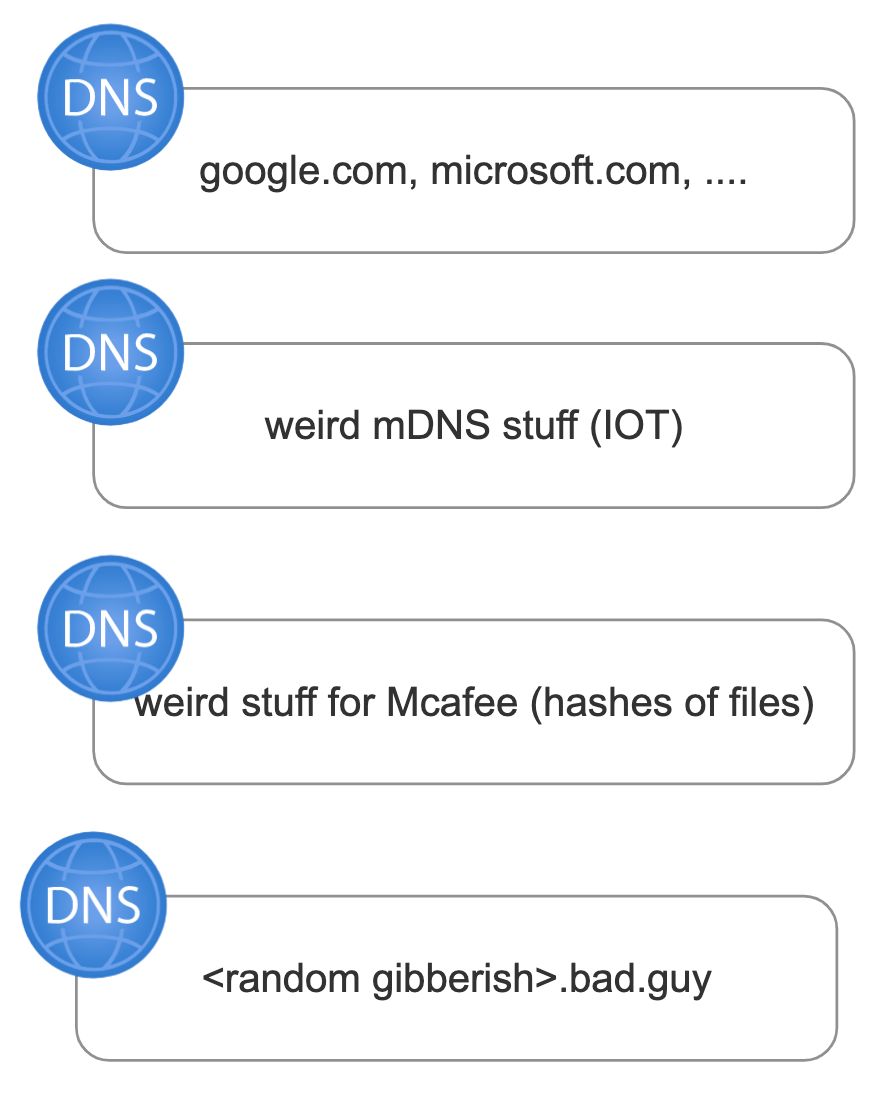 DNS
google.com, microsoft.com, ....
DNS
weird mDNS stuff (IOT)
DNS
weird stuff for Mcafee (hashes of files)
DNS
<random gibberish>.bad.guy